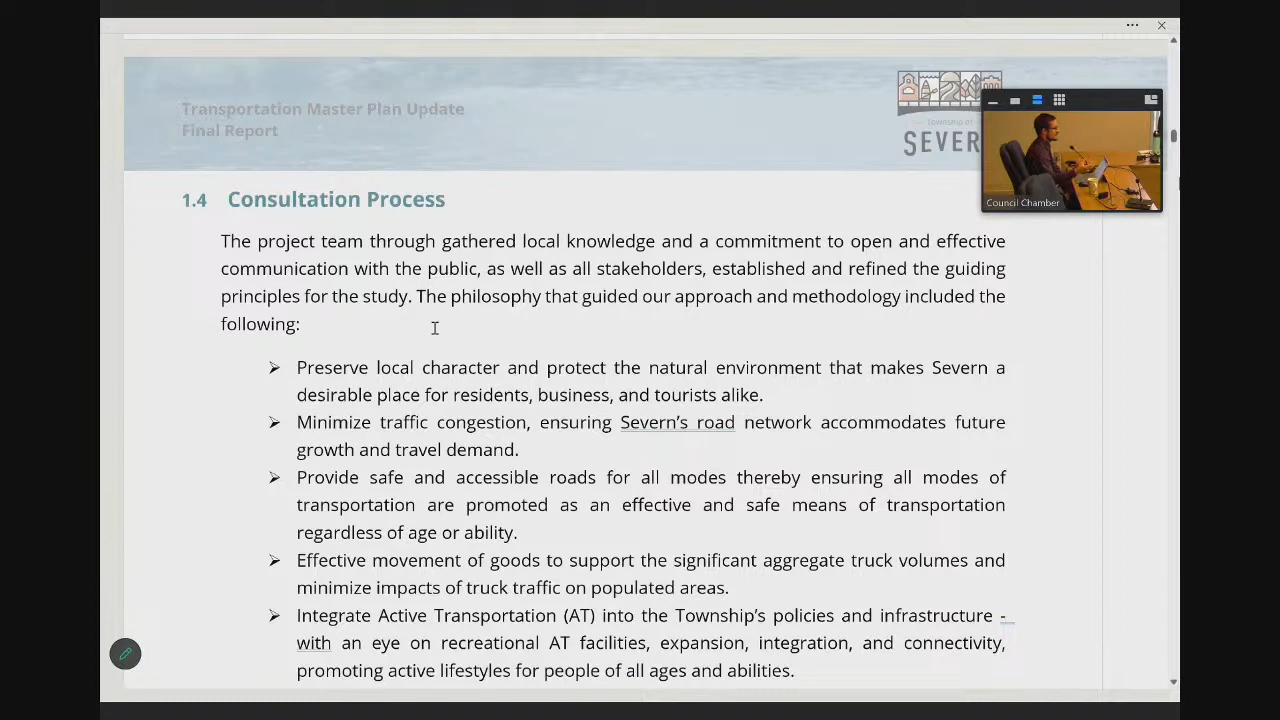 Transportation Master Plan Update
Final Report
Township of
SEVER
Council Chamber
1.4 Consultation Process
The project team through gathered local knowledge and a commitment to open and effective
communication with the public, as well as all stakeholders, established and refined the guiding
principles for the study. The philosophy that guided our approach and methodology included the
following:
➢ Preserve local character and protect the natural environment that makes Severn a
desirable place for residents, business, and tourists alike.
➢ Minimize traffic congestion, ensuring Severn's road network accommodates future
growth and travel demand.
➢ Provide safe and accessible roads for all modes thereby ensuring all modes of
transportation are promoted as an effective and safe means of transportation
regardless of age or ability.
➢ Effective movement of goods to support the significant aggregate truck volumes and
minimize impacts of truck traffic on populated areas.
➢ Integrate Active Transportation (AT) into the Township's policies and infrastructure -
with an eye on recreational AT facilities, expansion, integration, and connectivity,
promoting active lifestyles for people of all ages and abilities.